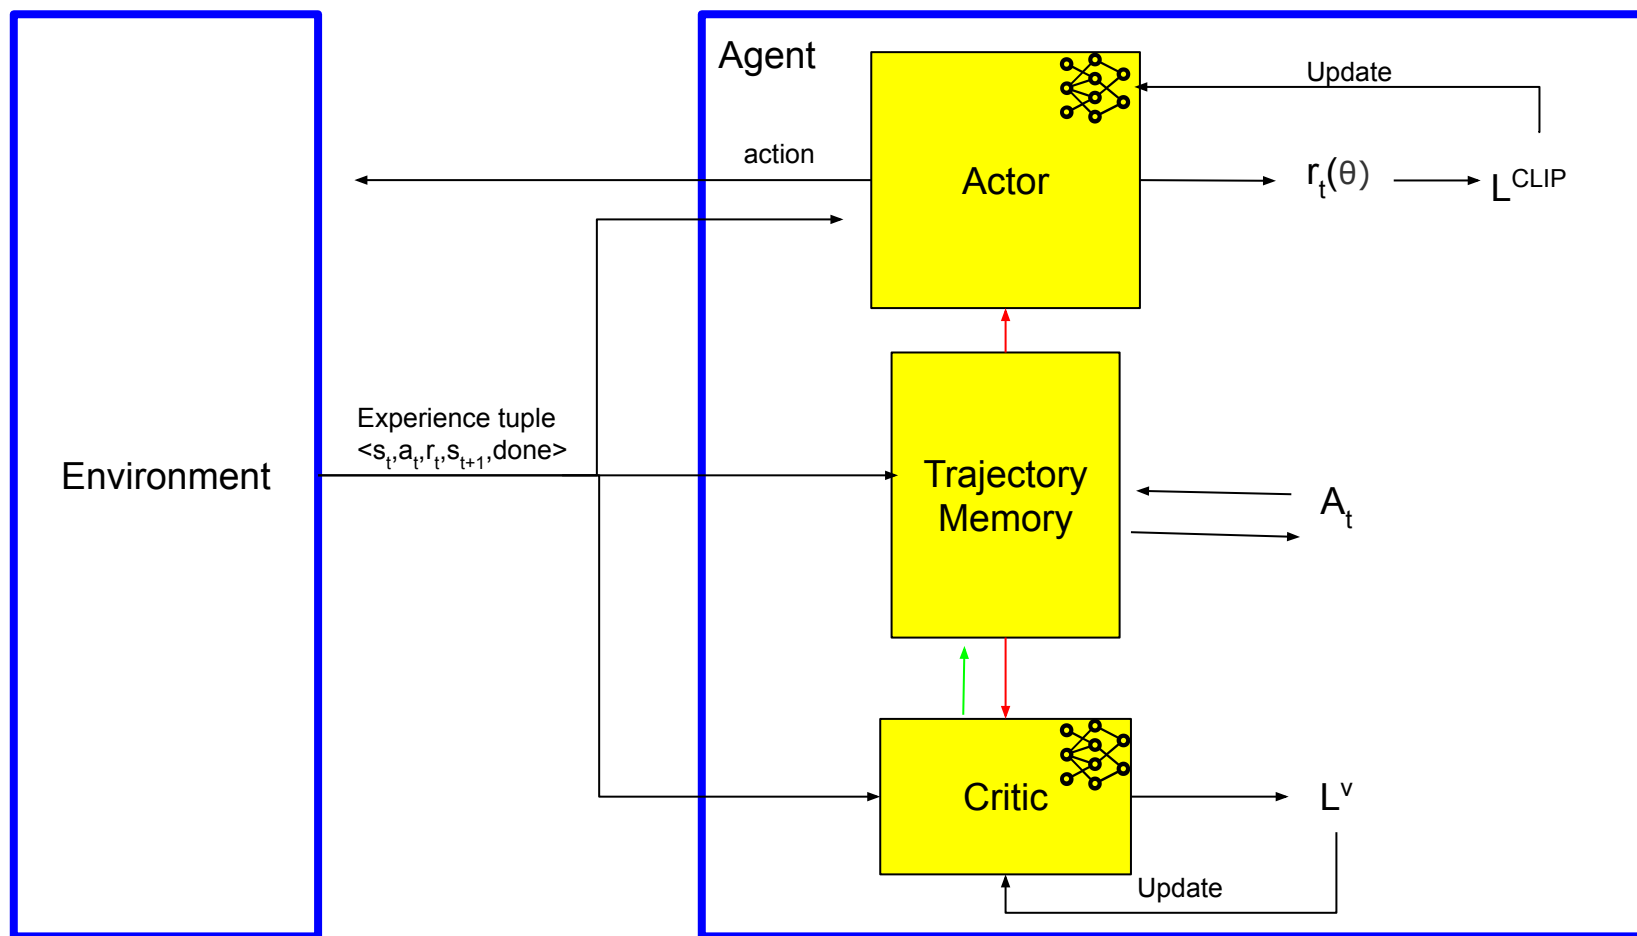 Agent
Update
action
Actor
r_t(θ)
L^CLIP
Experience tuple
<s_t,a_t,r_t,s_{t+1},done>
Environment
Trajectory
Memory
A_t
Critic
L^v
Update